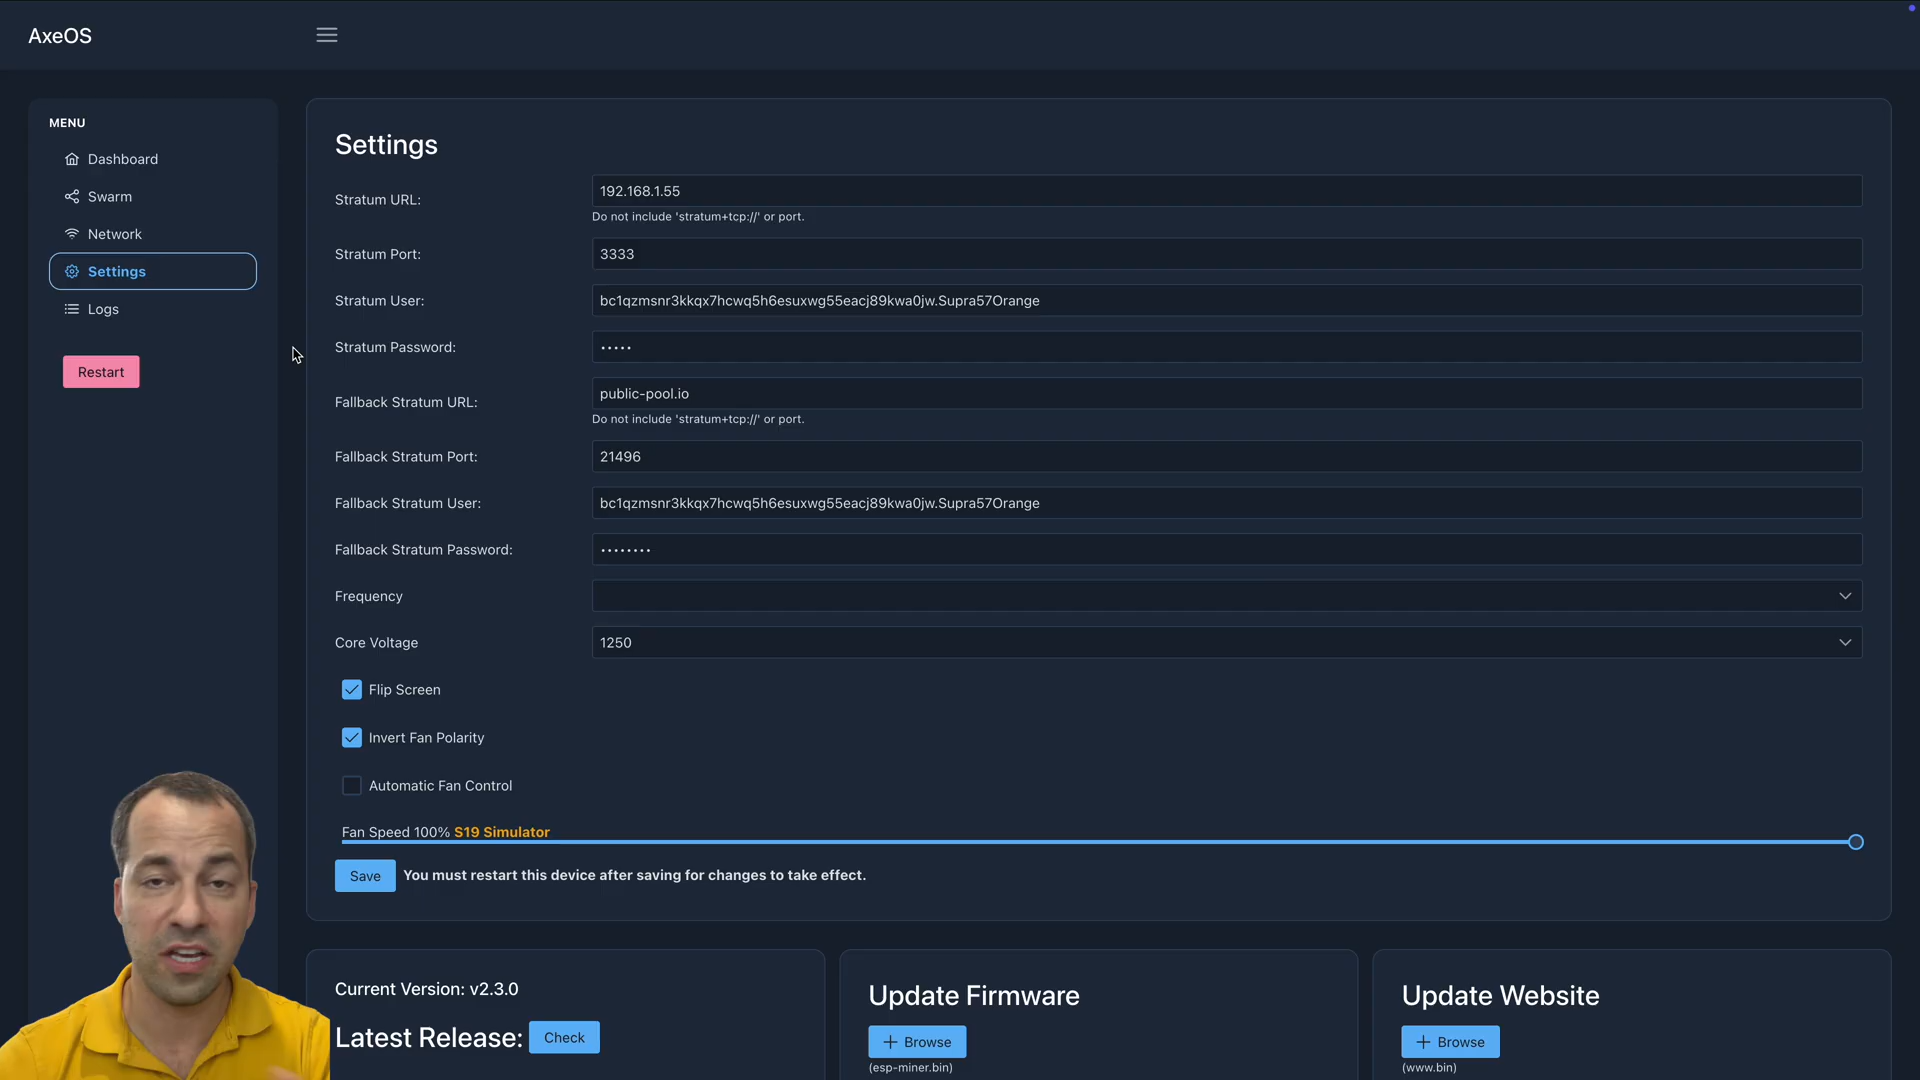 AxeOS
MENU
Dashboard
Swarm
Network
Settings
Logs
Restart
Settings
Stratum URL:
192.168.1.55
Do not include 'stratum+tcp://' or port.
Stratum Port:
3333
Stratum User:
bc1qzmsnr3kkqx7hcwq5h6esuxwg55eacj89kwa0jw.Supra57Orange
Stratum Password:
•••••
Fallback Stratum URL:
public-pool.io
Do not include 'stratum+tcp://' or port.
Fallback Stratum Port:
21496
Fallback Stratum User:
bc1qzmsnr3kkqx7hcwq5h6esuxwg55eacj89kwa0jw.Supra57Orange
Fallback Stratum Password:
••••••••
Frequency
Core Voltage
1250
Flip Screen
Invert Fan Polarity
Automatic Fan Control
Fan Speed 100% S19 Simulator
Save You must restart this device after saving for changes to take effect.
Current Version: v2.3.0
Latest Release: Check
Update Firmware
Browse
(esp-miner.bin)
Update Website
Browse
(www.bin)